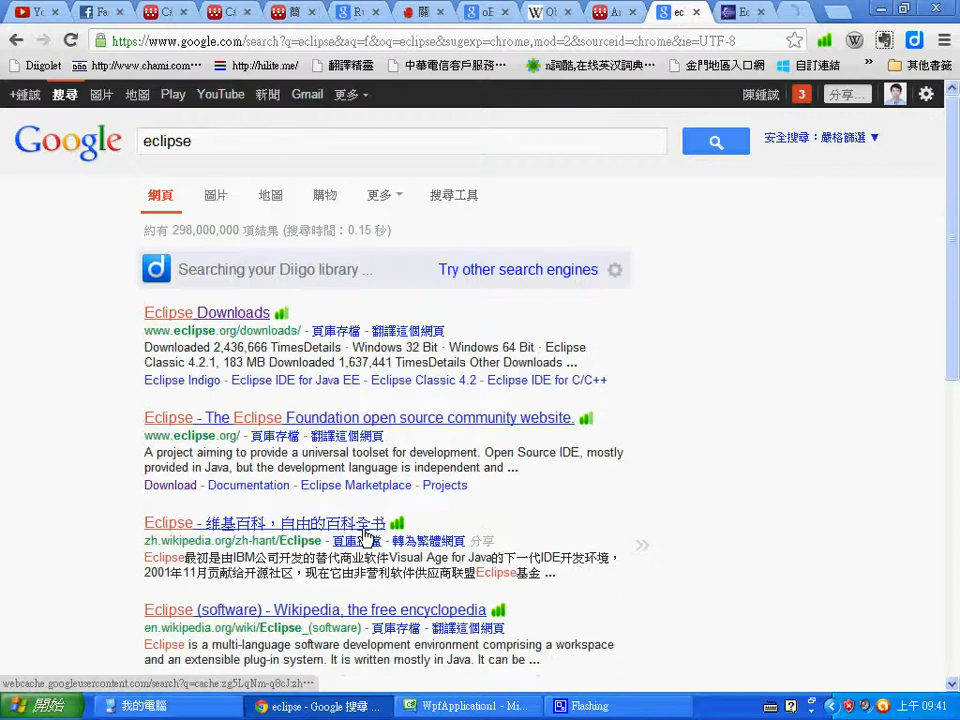 Yo
Fa
Ca
Ca
簡
Ru
關
oE
Ol
A
ec
Ec
https://www.google.com/search?q=eclipse&aq=f&oq=eclipse&sugexp=chrome,mod=2&sourceid=chrome&ie=UTF-8
Diigolet
http://www.chami.com/…
http://hilite.me/
翻譯精靈
中華電信客戶服務…
n詞酷,在线英汉詞典…
金門地區入口網
自訂連結
»
其他書籤
+鍾誠 搜尋 圖片 地圖 Play YouTube 新聞 Gmail 更多
陳鍾誠 3 分享...
Google
eclipse
安全搜尋：嚴格篩選 ▼
網頁 圖片 地圖 購物 更多 搜尋工具
約有 298,000,000 項結果 (搜尋時間：0.15 秒)
d Searching your Diigo library ... Try other search engines
Eclipse Downloads
www.eclipse.org/downloads/ - 頁庫存檔 - 翻譯這個網頁
Downloaded 2,436,666 TimesDetails · Windows 32 Bit · Windows 64 Bit · Eclipse
Classic 4.2.1, 183 MB Downloaded 1,637,441 TimesDetails Other Downloads ...
Eclipse Indigo - Eclipse IDE for Java EE - Eclipse Classic 4.2 - Eclipse IDE for C/C++
Eclipse - The Eclipse Foundation open source community website.
www.eclipse.org/ - 頁庫存檔 - 翻譯這個網頁
A project aiming to provide a universal toolset for development. Open Source IDE, mostly
provided in Java, but the development language is independent and ...
Download - Documentation - Eclipse Marketplace - Projects
Eclipse - 维基百科，自由的百科全书
zh.wikipedia.org/zh-hant/Eclipse - 頁庫存檔 - 轉為繁體網頁 分享
Eclipse最初是由IBM公司开发的替代商业软件Visual Age for Java的下一代IDE开发环境，
2001年11月贡献给开源社区，现在它由非营利软件供应商联盟Eclipse基金 ...
Eclipse (software) - Wikipedia, the free encyclopedia
en.wikipedia.org/wiki/Eclipse_(software) - 頁庫存檔 - 翻譯這個網頁
Eclipse is a multi-language software development environment comprising a workspace
and an extensible plug-in system. It is written mostly in Java. It can be ...
webcache.googleusercontent.com/search?q=cache:zg5LqNm-q8cJ:zh…
開始
我的電腦
eclipse - Google 搜尋 ...
WpfApplication1 - Mi...
Flashing
上午 09:41